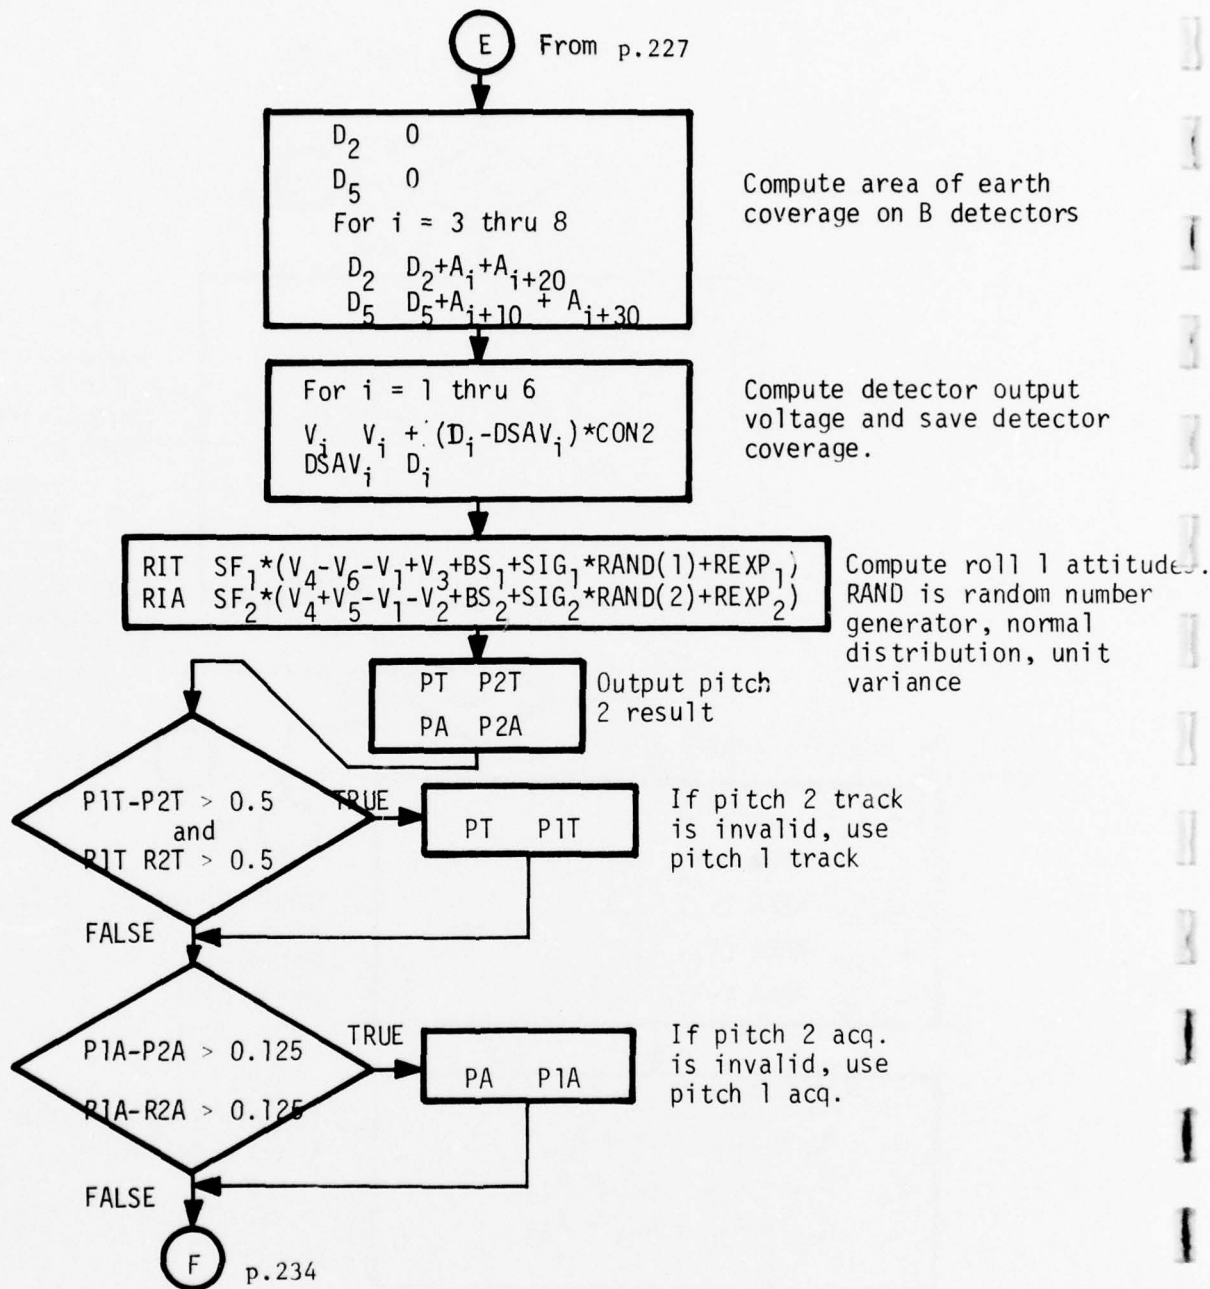 E From p.227
D2 0
D5 0
For i = 3 thru 8
D2 D2+Ai+Ai+20
D5 D5+Ai+10 + Ai+30
Compute area of earth
coverage on B detectors
For i = 1 thru 6
Vi Vi + (Di-DSAVi)*CON2
DSAVi Di
Compute detector output
voltage and save detector
coverage.
RIT SF1*(V4-V6-V1+V3+BS1+SIG1*RAND(1)+REXP1)
RIA SF2*(V4+V5-V1-V2+BS2+SIG2*RAND(2)+REXP2)
Compute roll 1 attitudes.
RAND is random number
generator, normal
distribution, unit
variance
PT P2T
PA P2A
Output pitch
2 result
P1T-P2T > 0.5
and
P1T R2T > 0.5
TRUE
PT P1T
If pitch 2 track
is invalid, use
pitch 1 track
FALSE
P1A-P2A > 0.125
P1A-R2A > 0.125
TRUE
PA P1A
If pitch 2 acq.
is invalid, use
pitch 1 acq.
FALSE
F p.234